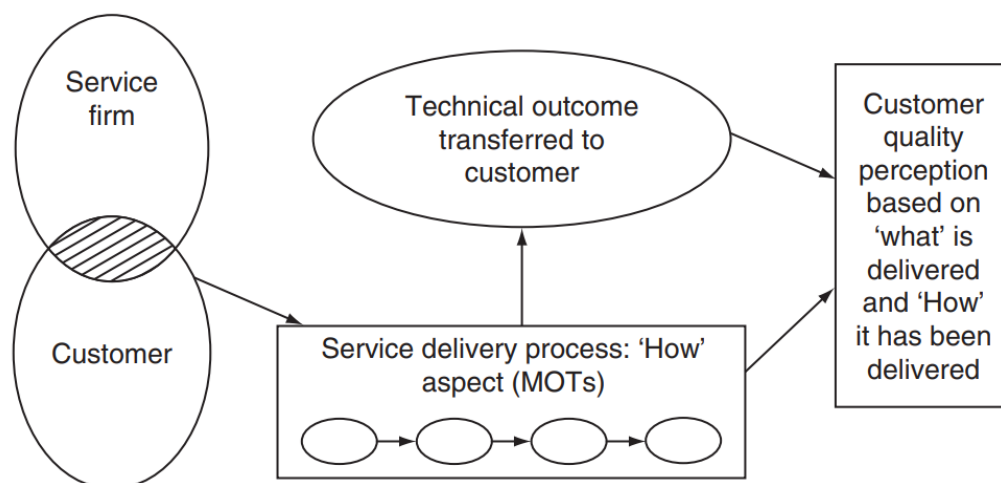 Service
firm
Customer
Technical outcome
transferred to
customer
Service delivery process: ‘How’
aspect (MOTs)
Customer
quality
perception
based on
‘what’ is
delivered
and ‘How’
it has been
delivered